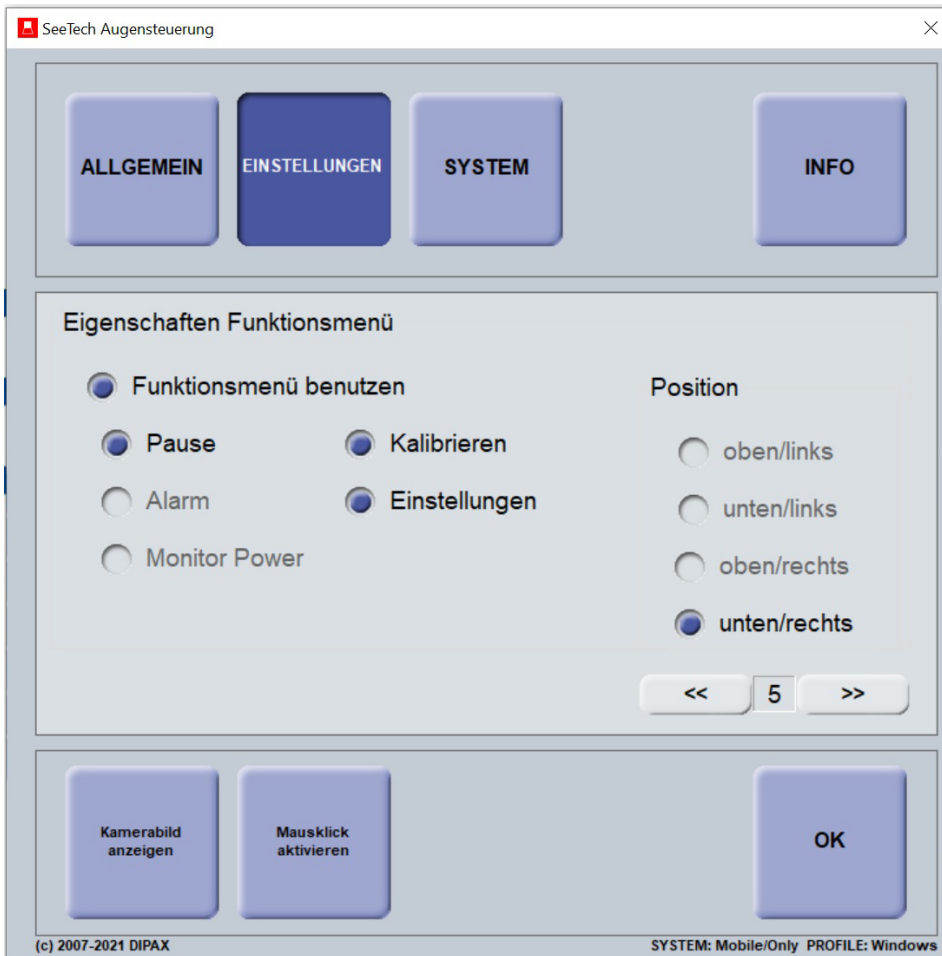 SeeTech Augensteuerung
ALLGEMEIN
EINSTELLUNGEN
SYSTEM
INFO
Eigenschaften Funktionsmenü
Funktionsmenü benutzen
Pause
Kalibrieren
Alarm
Einstellungen
Monitor Power
Position
oben/links
unten/links
oben/rechts
unten/rechts
<< 5 >>
Kamerabild
anzeigen
Mausklick
aktivieren
OK
(c) 2007-2021 DIPAX
SYSTEM: Mobile/Only PROFILE: Windows